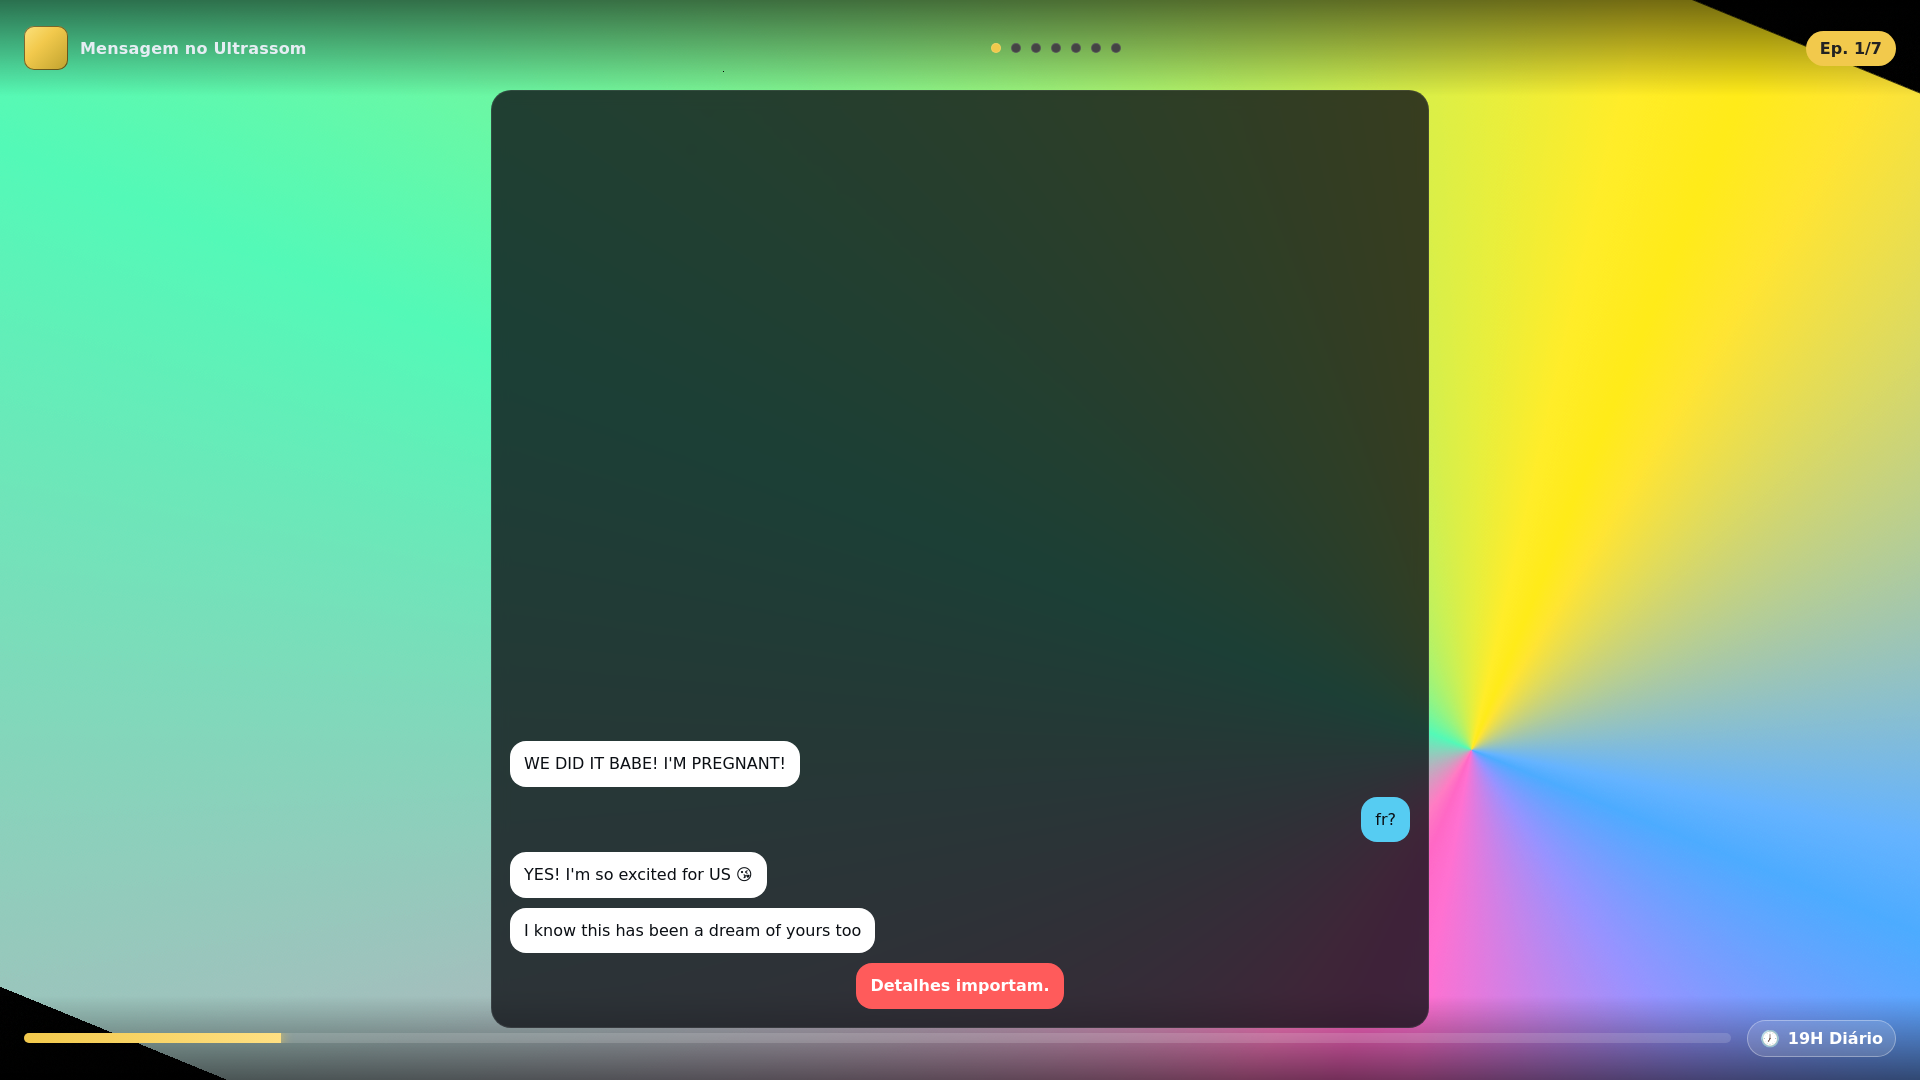 Mensagem no Ultrassom
Ep. 1/7
WE DID IT BABE! I'M PREGNANT!
fr?
YES! I'm so excited for US 😘
I know this has been a dream of yours too
Detalhes importam.
19H Diário